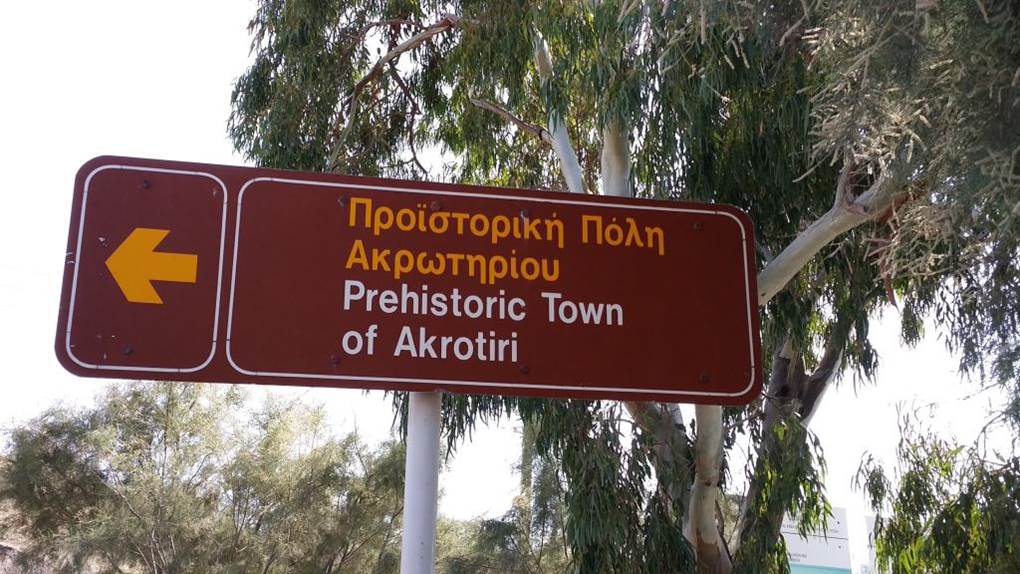 Προϊστορική Πόλη
Ακρωτηρίου
Prehistoric Town
of Akrotiri